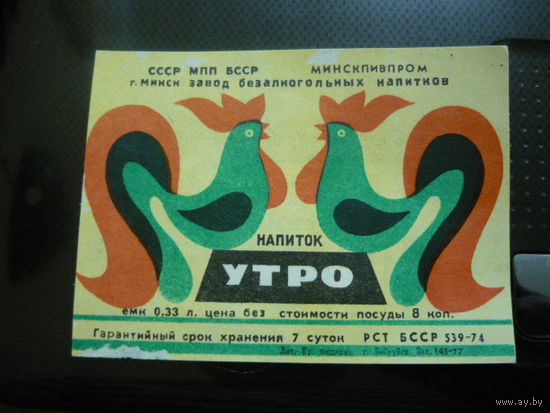 СССР МПП БССР МИНСКПИВПРОМ
г. Минск завод безалкогольных напитков
НАПИТОК
УТРО
емк 0,33 л. цена без стоимости посуды 8 коп.
Гарантийный срок хранения 7 суток РСТ БССР 539-74
г. Бобруйск. Зак. 145-77
www.ay.by